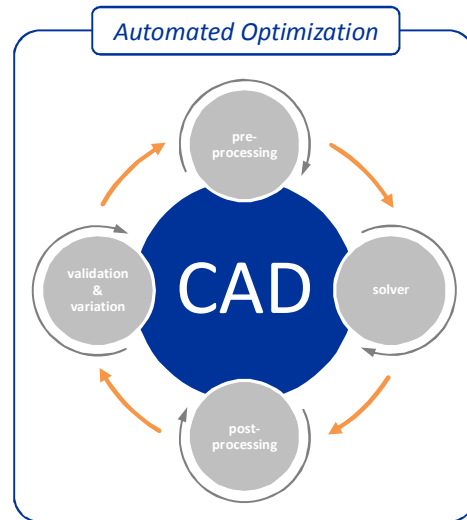 Automated Optimization
pre-
processing
validation
&
variation
CAD
solver
post-
processing